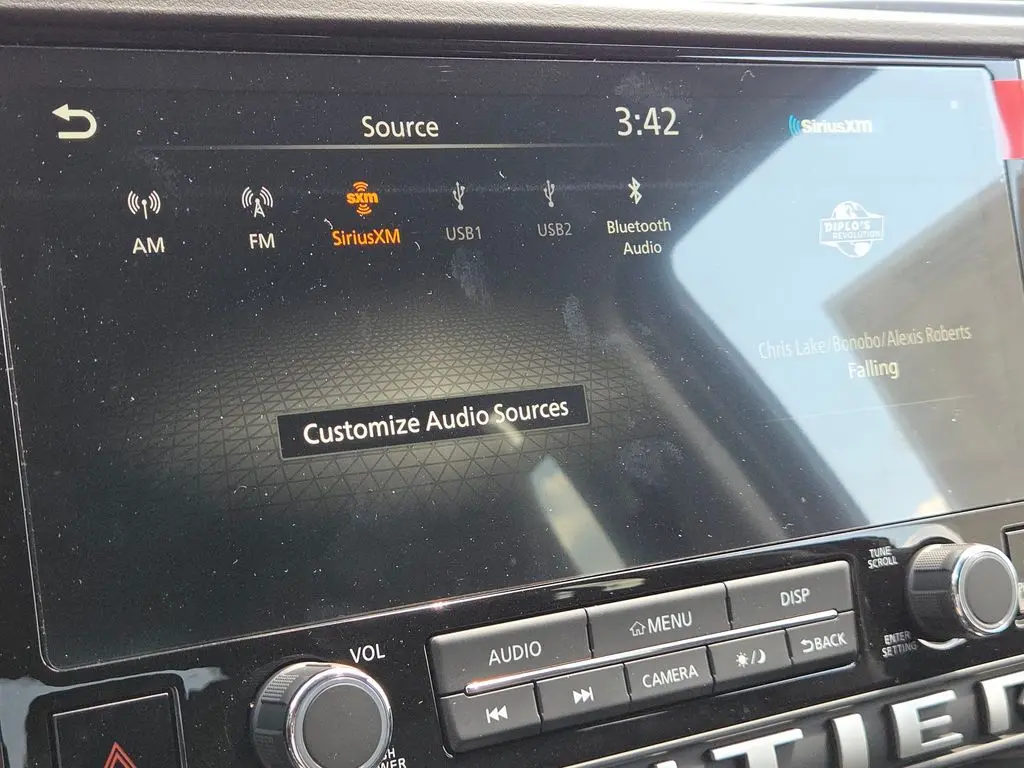 Source
3:42
SiriusXM
AM
FM
sxm
SiriusXM
USB1
USB2
Bluetooth
Audio
DIPLO'S
REVOLUTION
Chris Lake/Bonobo/Alexis Roberts
Falling
Customize Audio Sources
TUNE
SCROLL
VOL
AUDIO
MENU
DISP
ENTER
SETTING
CAMERA
BACK